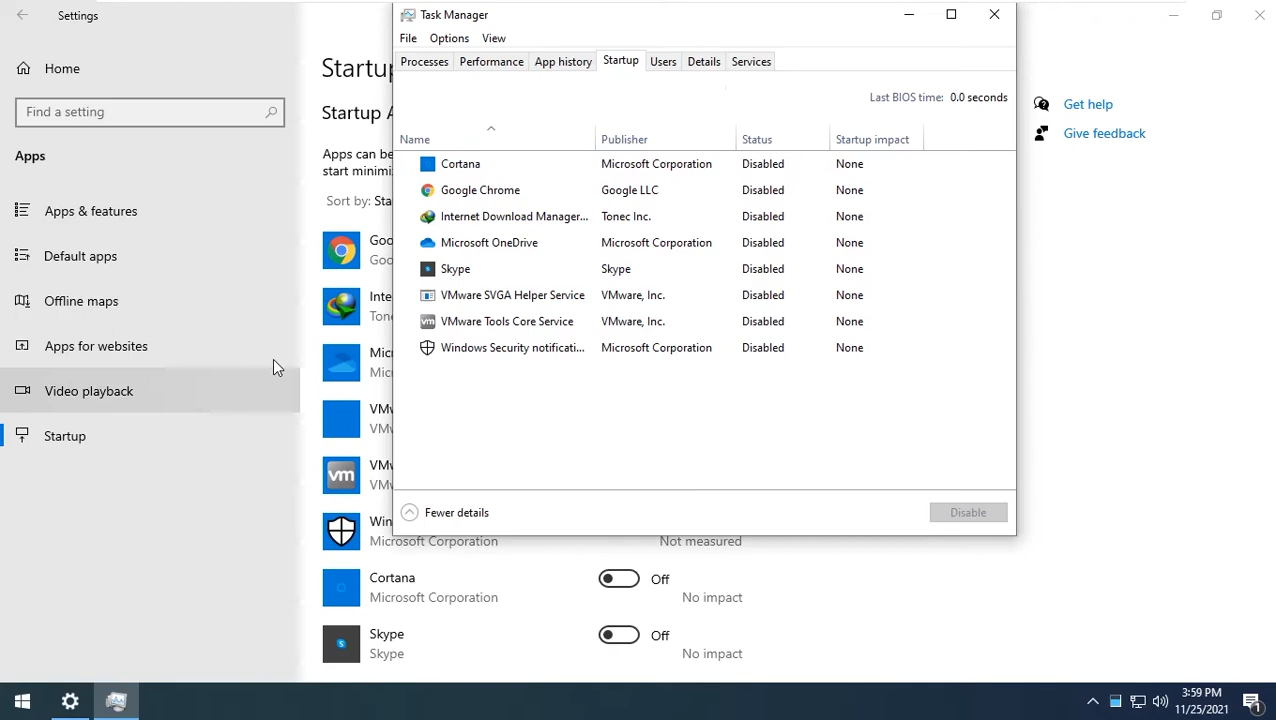 Settings
Home
Find a setting
Apps
Apps & features
Default apps
Offline maps
Apps for websites
Video playback
Startup
Startup
Startup A
Apps can be
start minimi
Sort by: Sta
Goo
Goo
Inte
Tone
Micr
Micr
VMw
VMw
VMw
VMw
Win
Microsoft Corporation
Not measured
Cortana
Microsoft Corporation
Off
No impact
Skype
Skype
Off
No impact
Task Manager
File Options View
Processes Performance App history Startup Users Details Services
Last BIOS time: 0.0 seconds
Name Publisher Status Startup impact
Cortana Microsoft Corporation Disabled None
Google Chrome Google LLC Disabled None
Internet Download Manager... Tonec Inc. Disabled None
Microsoft OneDrive Microsoft Corporation Disabled None
Skype Skype Disabled None
VMware SVGA Helper Service VMware, Inc. Disabled None
vm VMware Tools Core Service VMware, Inc. Disabled None
Windows Security notificati... Microsoft Corporation Disabled None
Fewer details
Disable
Get help
Give feedback
vm
3:59 PM
11/25/2021
1